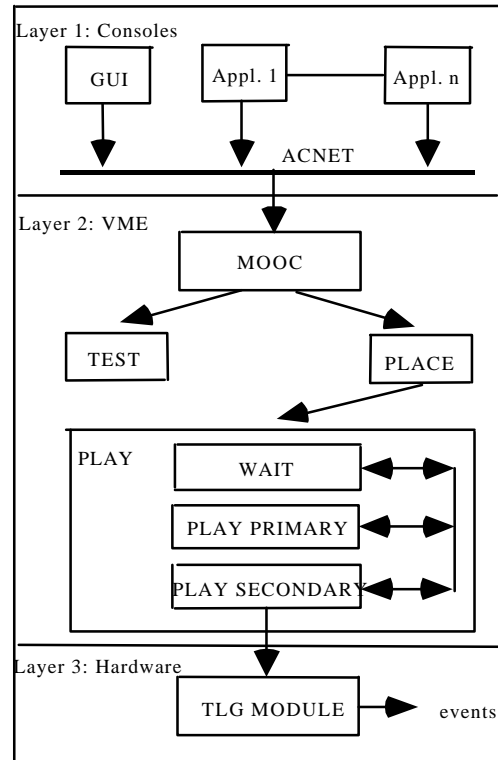 Layer 1: Consoles
GUI
Appl. 1
Appl. n
ACNET
Layer 2: VME
MOOC
TEST
PLACE
PLAY
WAIT
PLAY PRIMARY
PLAY SECONDARY
Layer 3: Hardware
TLG MODULE
events